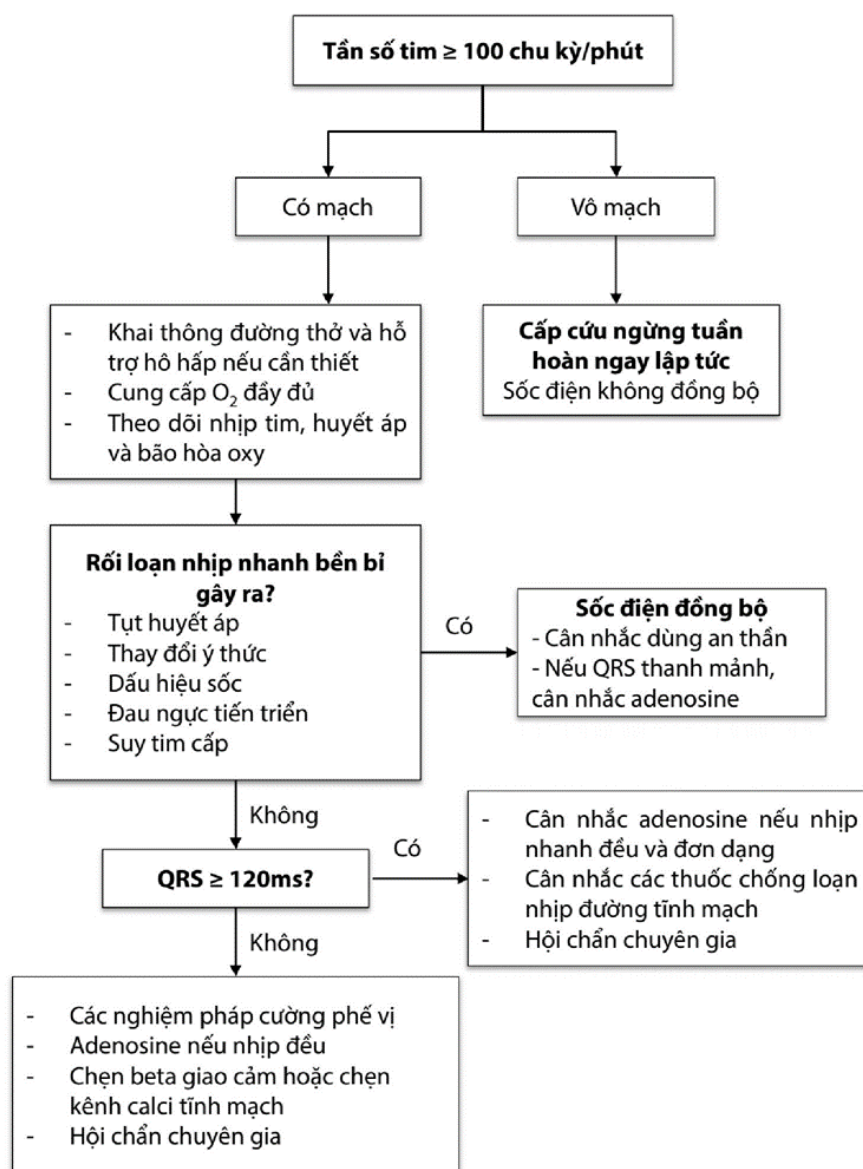 Tần số tim ≥ 100 chu kỳ/phút
Có mạch
Vô mạch
- Khai thông đường thở và hỗ
trợ hô hấp nếu cần thiết
- Cung cấp O₂ đầy đủ
- Theo dõi nhịp tim, huyết áp
và bão hòa oxy
Cấp cứu ngừng tuần
hoàn ngay lập tức
Sốc điện không đồng bộ
Rối loạn nhịp nhanh bền bỉ
gây ra?
- Tụt huyết áp
- Thay đổi ý thức
- Dấu hiệu sốc
- Đau ngực tiến triển
- Suy tim cấp
Có
Sốc điện đồng bộ
- Cân nhắc dùng an thần
- Nếu QRS thanh mảnh,
cân nhắc adenosine
Không
QRS ≥ 120ms?
Có
- Cân nhắc adenosine nếu nhịp
nhanh đều và đơn dạng
- Cân nhắc các thuốc chống loạn
nhịp đường tĩnh mạch
- Hội chẩn chuyên gia
Không
- Các nghiệm pháp cường phế vị
- Adenosine nếu nhịp đều
- Chẹn beta giao cảm hoặc chẹn
kênh calci tĩnh mạch
- Hội chẩn chuyên gia